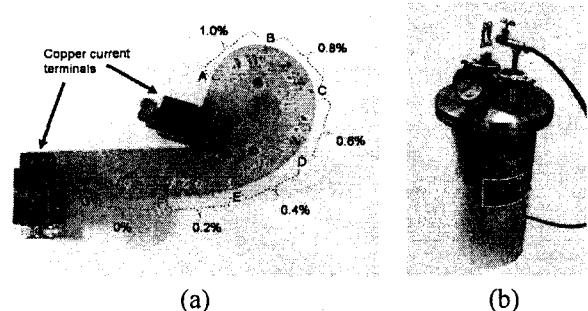 Copper current
terminals
1.0%
B
0.8%
A
C
0.6%
D
E
0.4%
0.2%
0%
(a)
(b)